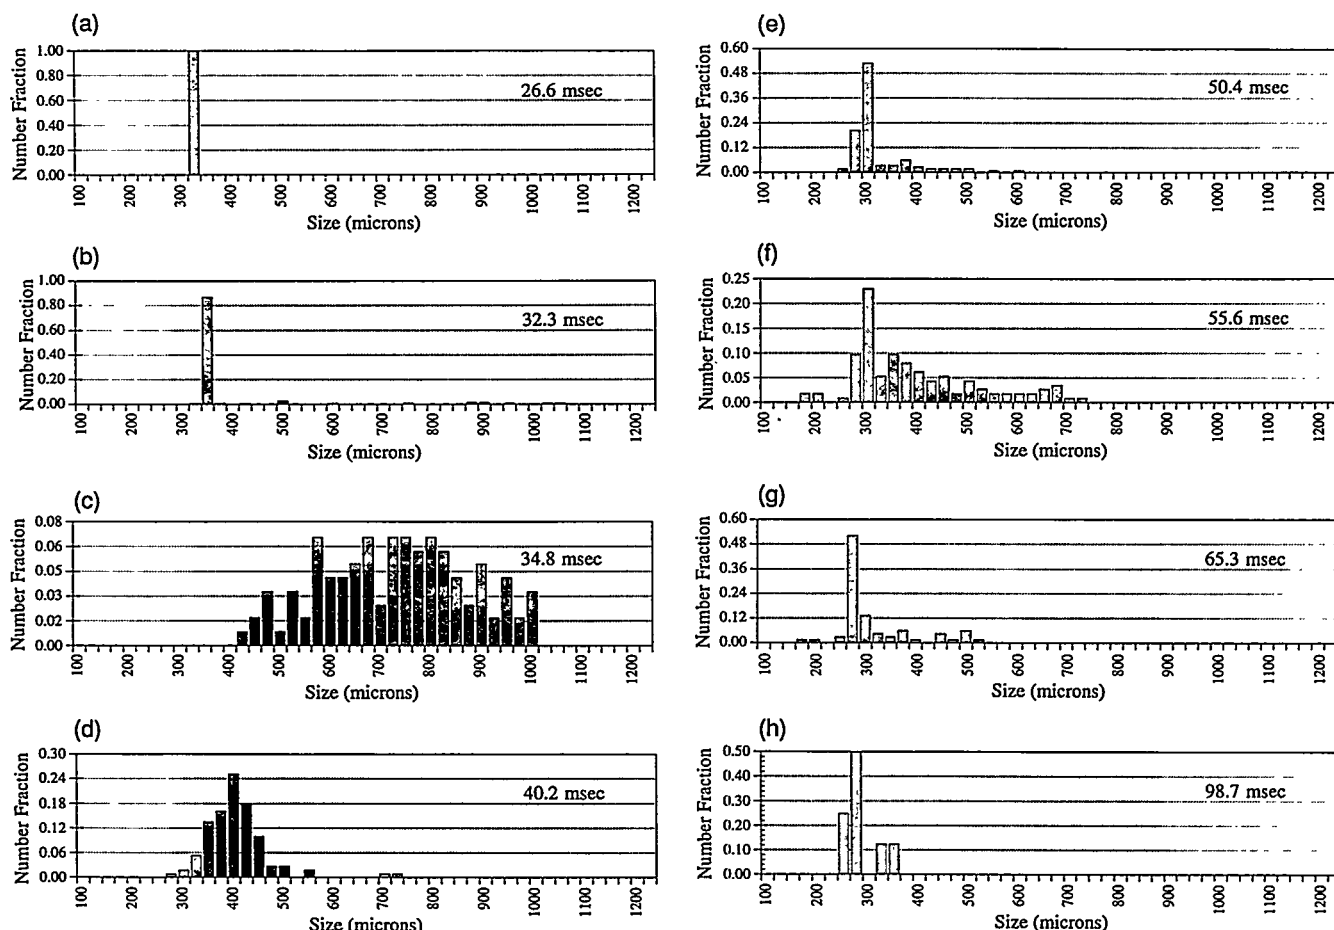 (a)
Number Fraction
1.00
0.80
0.60
0.40
0.20
0.00
26.6 msec
100 200 300 400 500 600 700 800 900 1000 1100 1200
Size (microns)
(b)
Number Fraction
1.00
0.80
0.60
0.40
0.20
0.00
32.3 msec
100 200 300 400 500 600 700 800 900 1000 1100 1200
Size (microns)
(c)
Number Fraction
0.08
0.06
0.05
0.03
0.02
0.00
34.8 msec
100 200 300 400 500 600 700 800 900 1000 1100 1200
Size (microns)
(d)
Number Fraction
0.30
0.24
0.18
0.12
0.06
0.00
40.2 msec
100 200 300 400 500 600 700 800 900 1000 1100 1200
Size (microns)
(e)
Number Fraction
0.60
0.48
0.36
0.24
0.12
0.00
50.4 msec
100 200 300 400 500 600 700 800 900 1000 1100 1200
Size (microns)
(f)
Number Fraction
0.25
0.20
0.15
0.10
0.05
0.00
55.6 msec
100 200 300 400 500 600 700 800 900 1000 1100 1200
Size (microns)
(g)
Number Fraction
0.60
0.48
0.36
0.24
0.12
0.00
65.3 msec
100 200 300 400 500 600 700 800 900 1000 1100 1200
Size (microns)
(h)
Number Fraction
0.50
0.40
0.30
0.20
0.10
0.00
98.7 msec
100 200 300 400 500 600 700 800 900 1000 1100 1200
Size (microns)